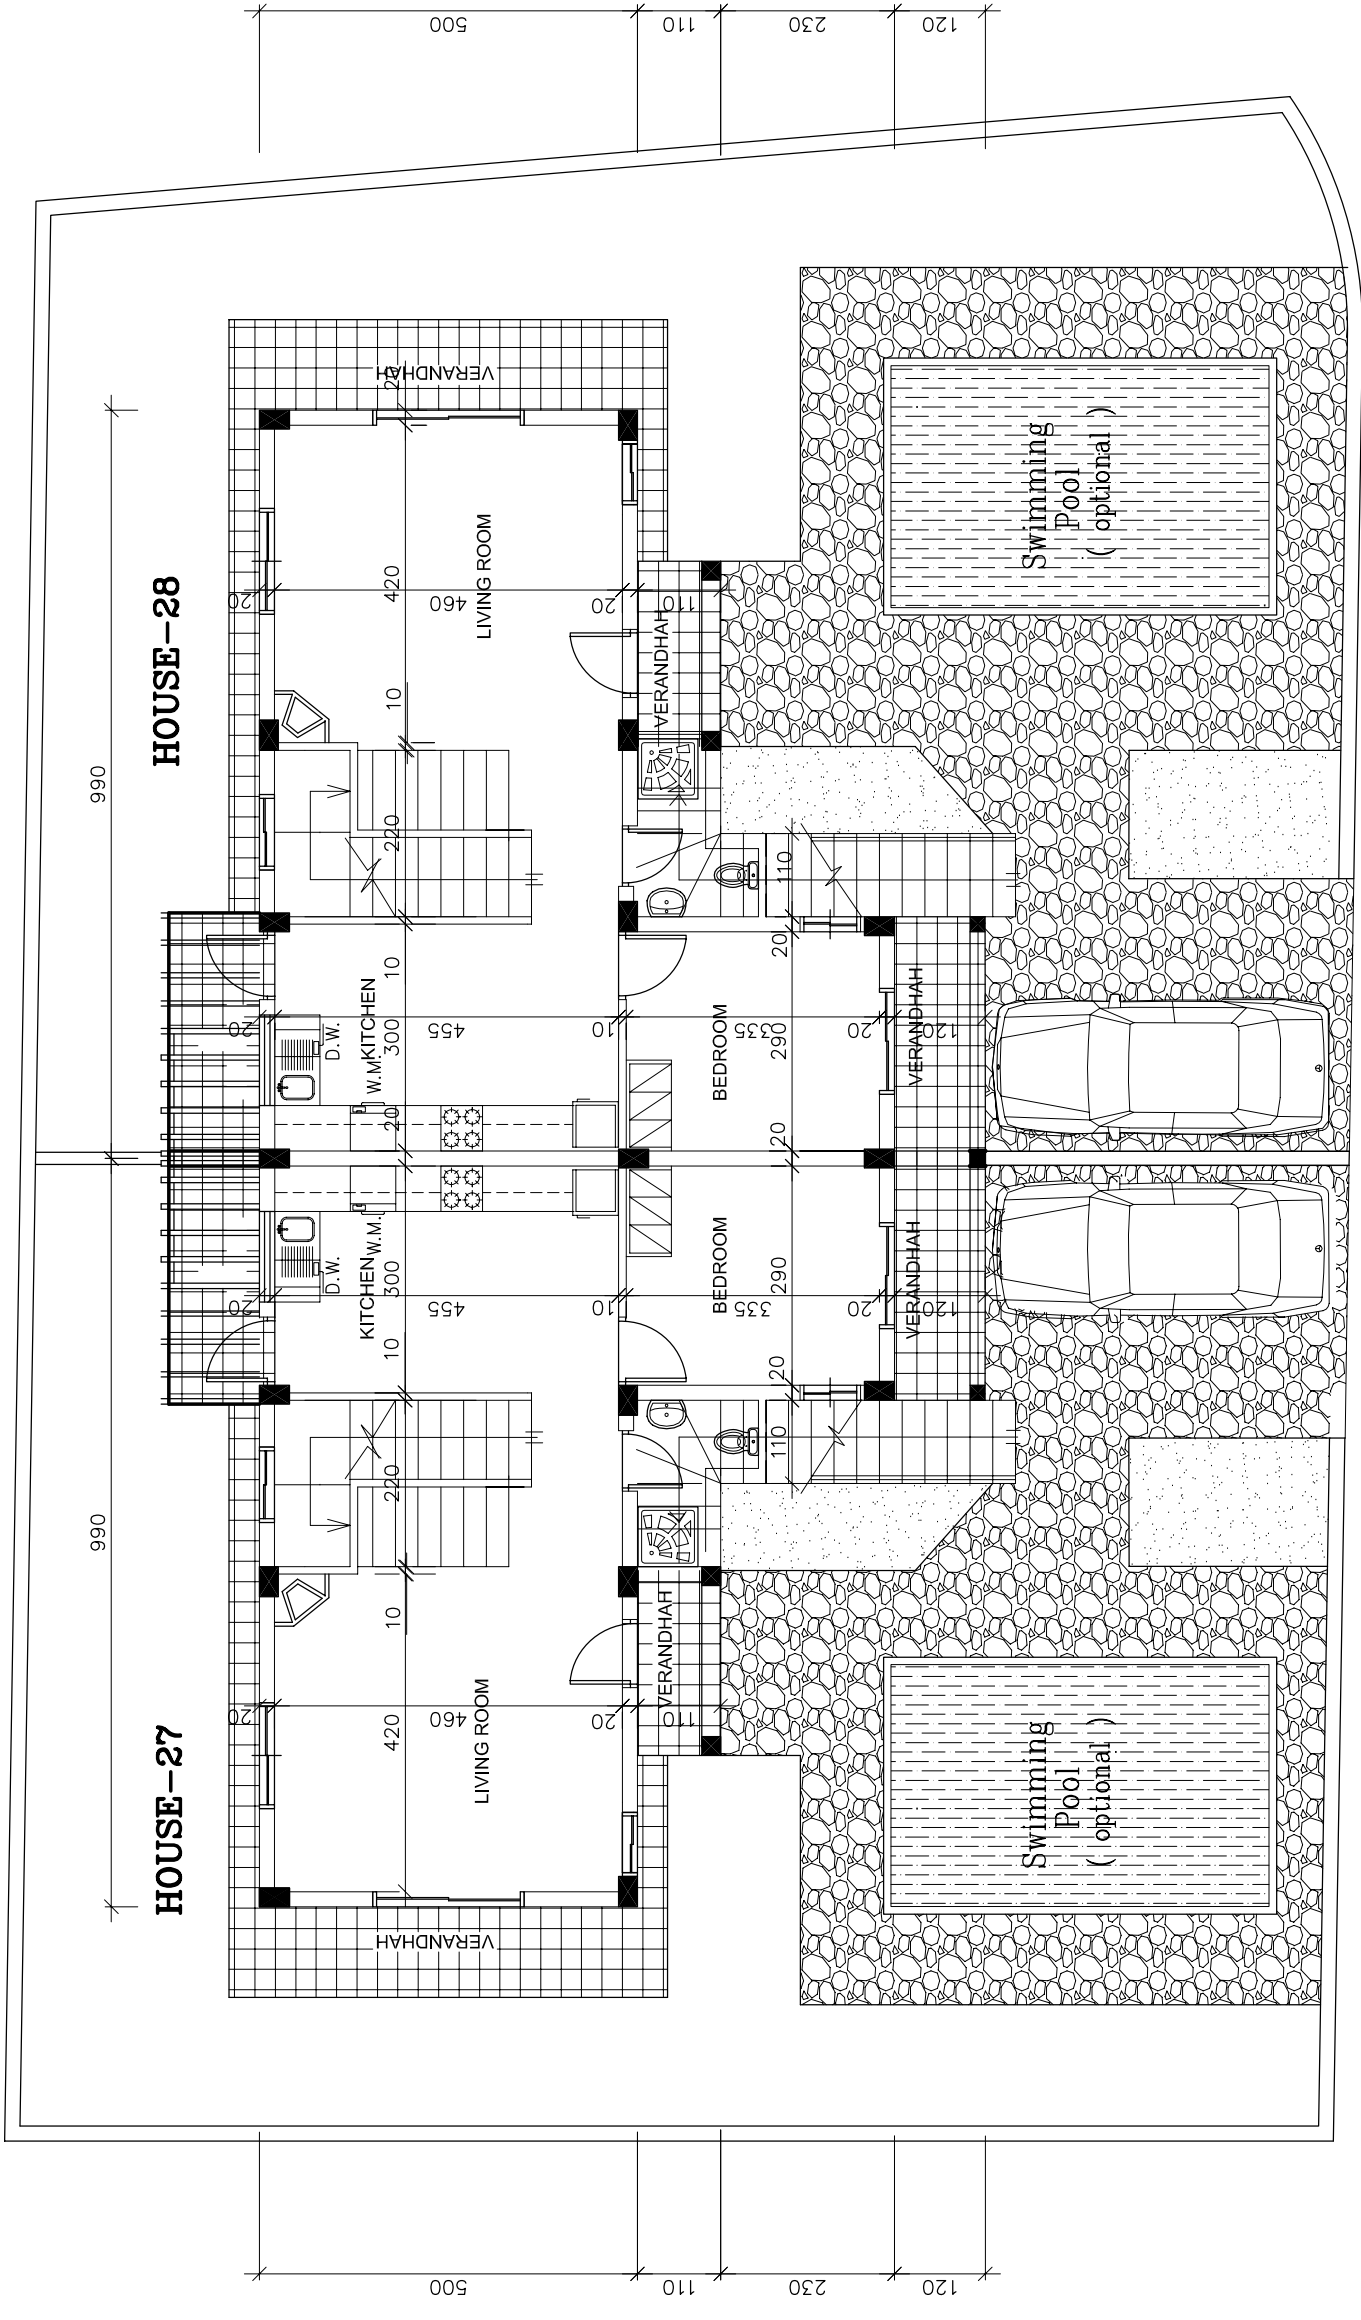 500
110
230
120
HOUSE-28
990
VERANDHAH
20
LIVING ROOM
420
20
460
20
110
VERANDHAH
10
220
110
Swimming
Pool
( optional )
20
10
KITCHEN
D.W.
W.M.
300
20
455
10
BEDROOM
335
290
20
VERANDHAH
120
20
20
HOUSE-27
990
KITCHEN
D.W.
W.M.
300
20
455
10
BEDROOM
335
290
20
VERANDHAH
120
20
10
220
110
10
LIVING ROOM
420
20
460
20
110
VERANDHAH
VERANDHAH
Swimming
Pool
( optional )
500
110
230
120